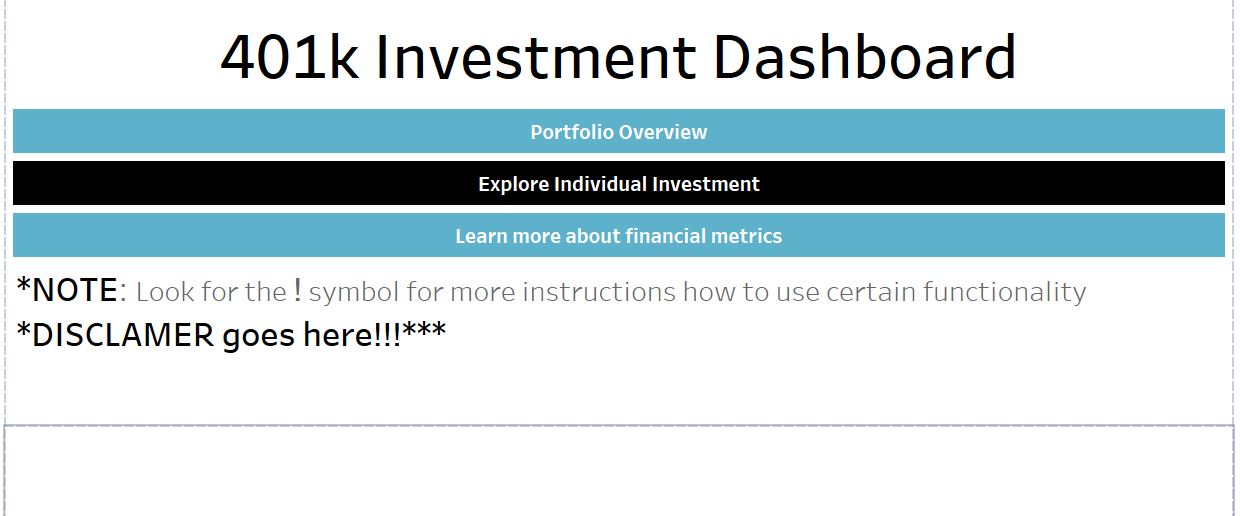 401k Investment Dashboard
Portfolio Overview
Explore Individual Investment
Learn more about financial metrics
*NOTE: Look for the ! symbol for more instructions how to use certain functionality
*DISCLAMER goes here!!!***